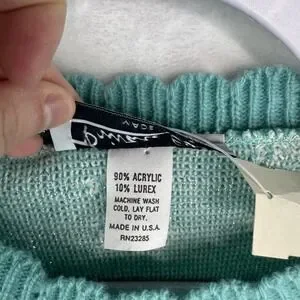 90% ACRYLIC
10% LUREX
MACHINE WASH
COLD, LAY FLAT
TO DRY.
MADE IN U.S.A.
RN23285